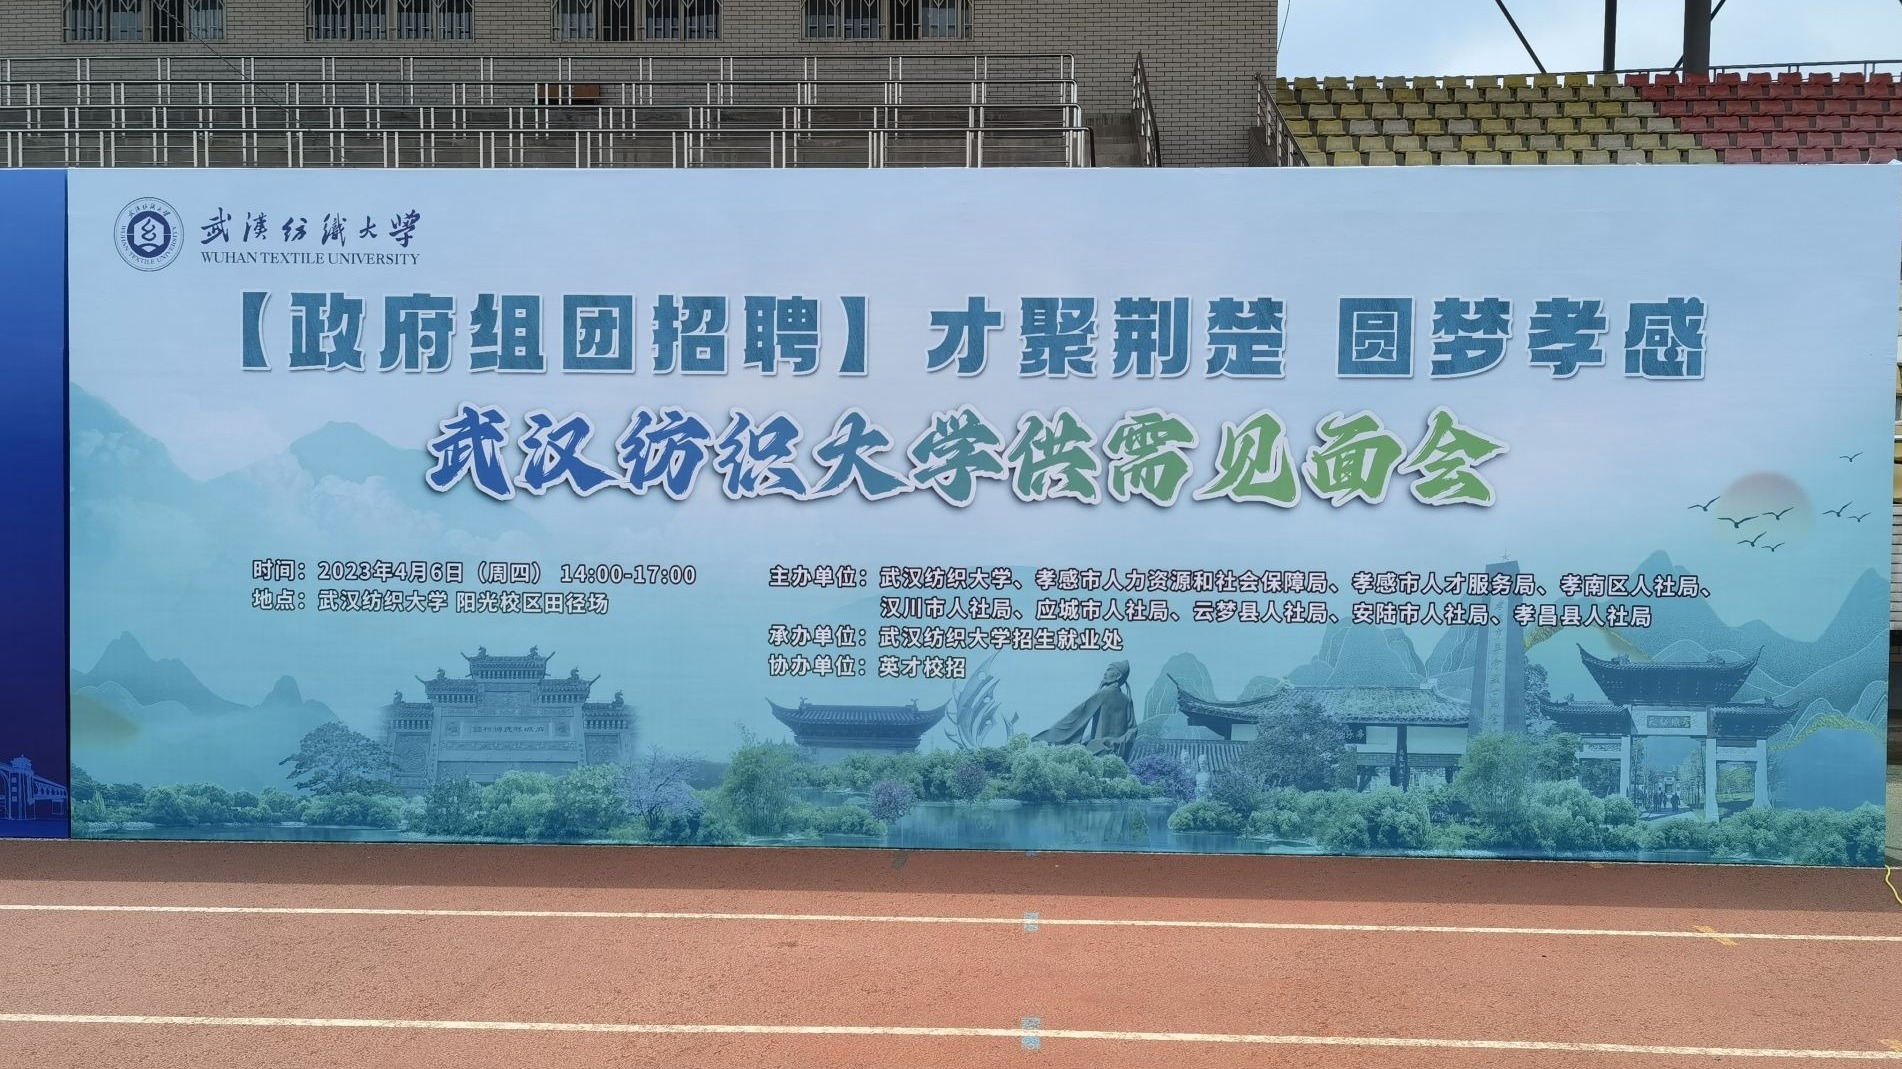 武漢纺織大学
WUHAN TEXTILE UNIVERSITY
【政府组团招聘】才聚荆楚 圆梦孝感
武汉纺织大学供需见面会
时间：2023年4月6日（周四） 14:00-17:00
地点：武汉纺织大学 阳光校区田径场
主办单位：武汉纺织大学、孝感市人力资源和社会保障局、孝感市人才服务局、孝南区人社局、
汉川市人社局、应城市人社局、云梦县人社局、安陆市人社局、孝昌县人社局
承办单位：武汉纺织大学招生就业处
协办单位：英才校招